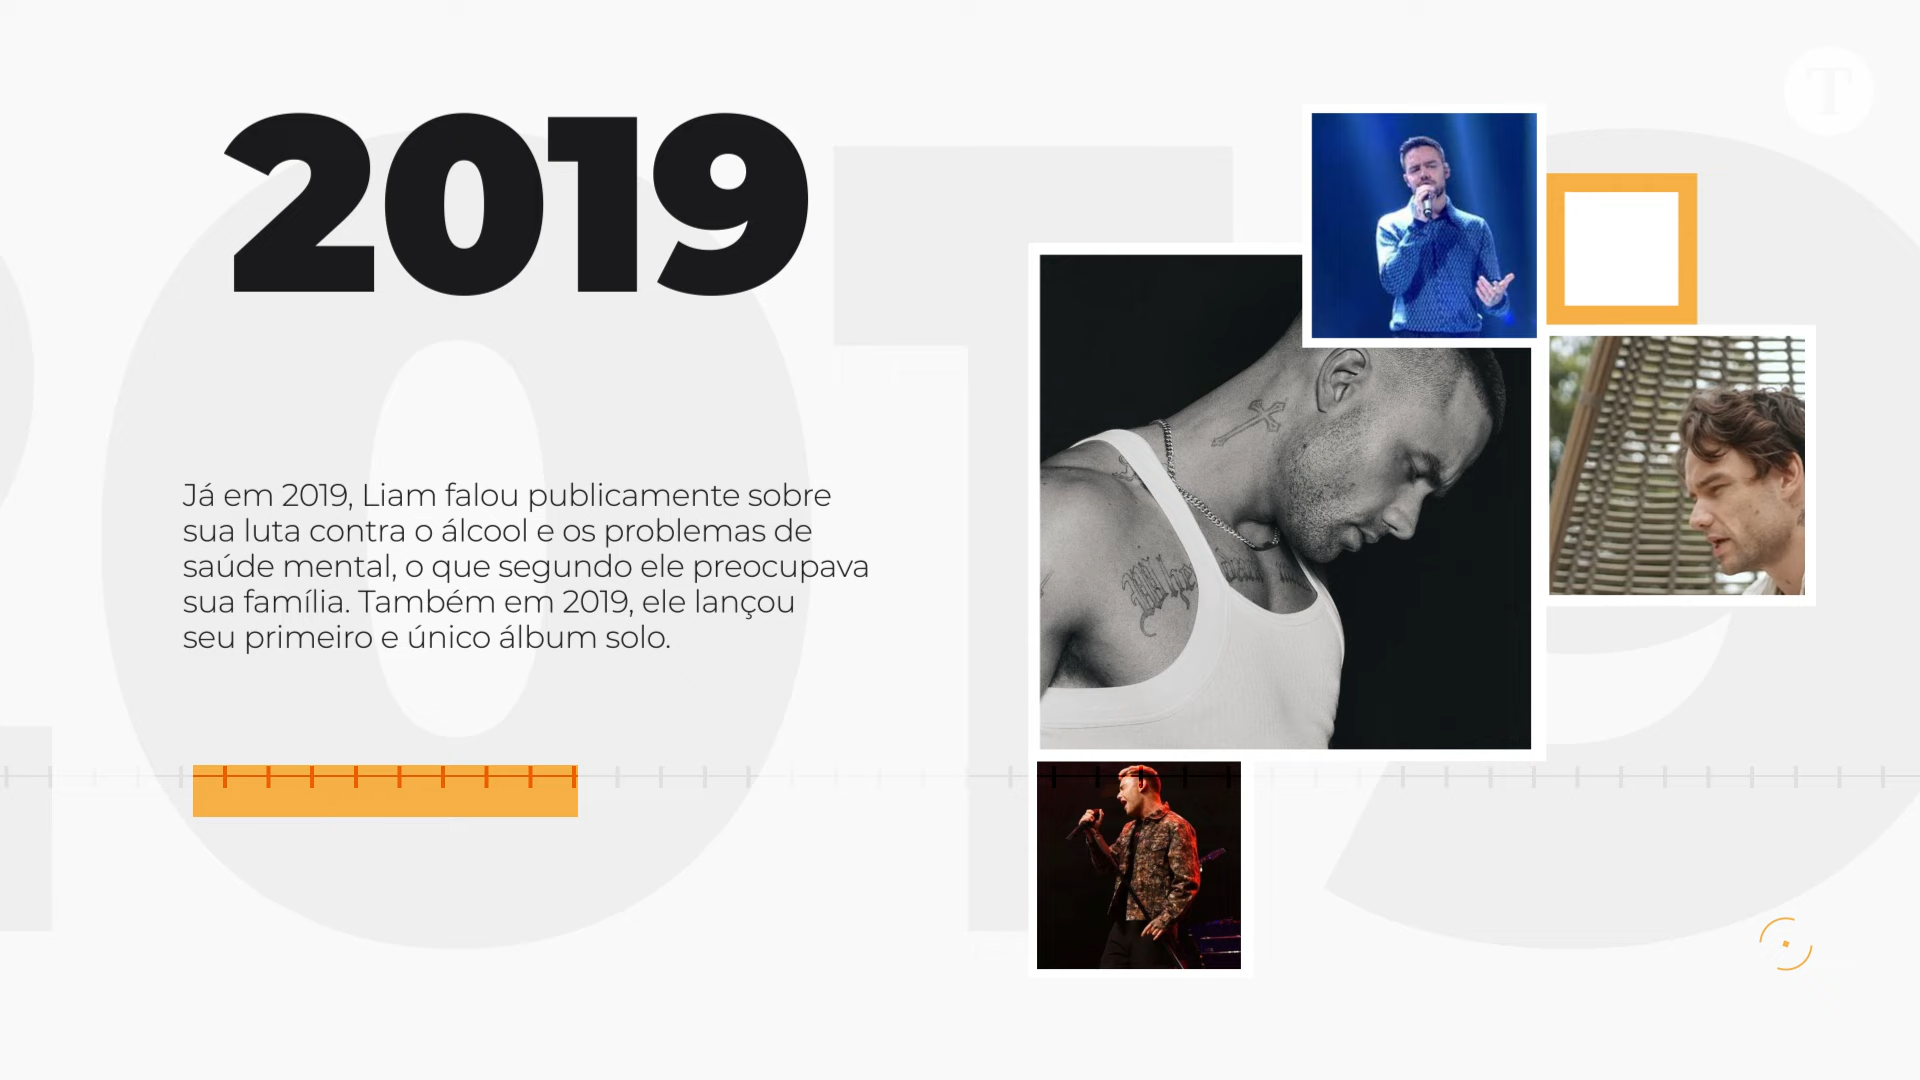 2019
Já em 2019, Liam falou publicamente sobre
sua luta contra o álcool e os problemas de
saúde mental, o que segundo ele preocupava
sua família. Também em 2019, ele lançou
seu primeiro e único álbum solo.
T
2019